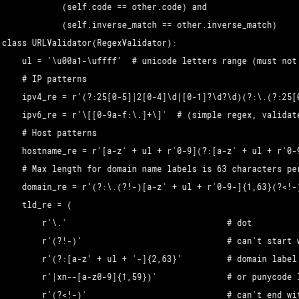 (self.code == other.code) and
(self.inverse_match == other.inverse_match)
class URLValidator(RegexValidator):
ul = '\u00a1-\uffff'  # unicode letters range (must not
# IP patterns
ipv4_re = r'(?:25[0-5]|2[0-4]\d|[0-1]?\d?\d)(?:\.(?:25[0
ipv6_re = r'\[[0-9a-f:\.]+\]'  # (simple regex, validate
# Host patterns
hostname_re = r'[a-z' + ul + r'0-9](?:[a-z' + ul + r'0-9
# Max length for domain name labels is 63 characters per
domain_re = r'(?:\.(?!-)[a-z' + ul + r'0-9-]{1,63}(?<!-)
tld_re = (
r'\.'                                # dot
r'(?!-)'                             # can't start w
r'(?:[a-z' + ul + '-]{2,63}'         # domain label
r'|xn--[a-z0-9]{1,59})'              # or punycode l
r'(?<!-)'                            # can't end wit